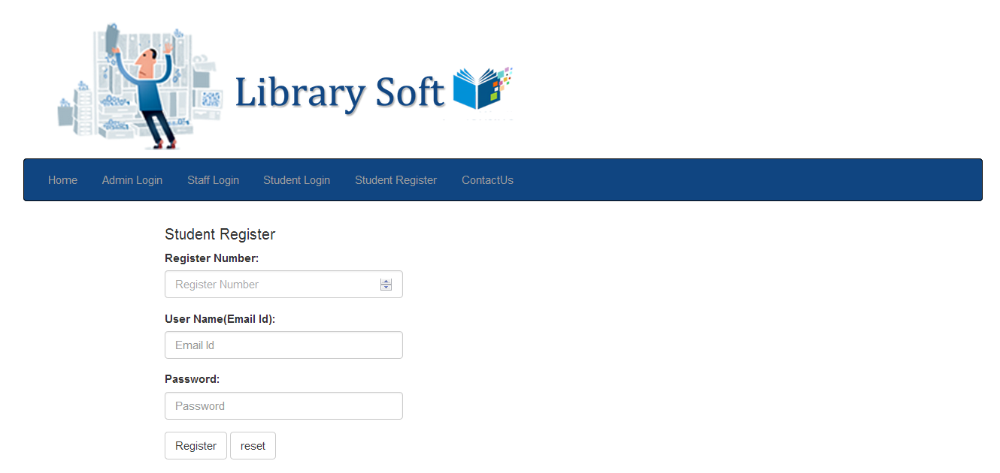 Library Soft
Home Admin Login Staff Login Student Login Student Register ContactUs
Student Register
Register Number:
Register Number
User Name(Email Id):
Email Id
Password:
Password
Register reset